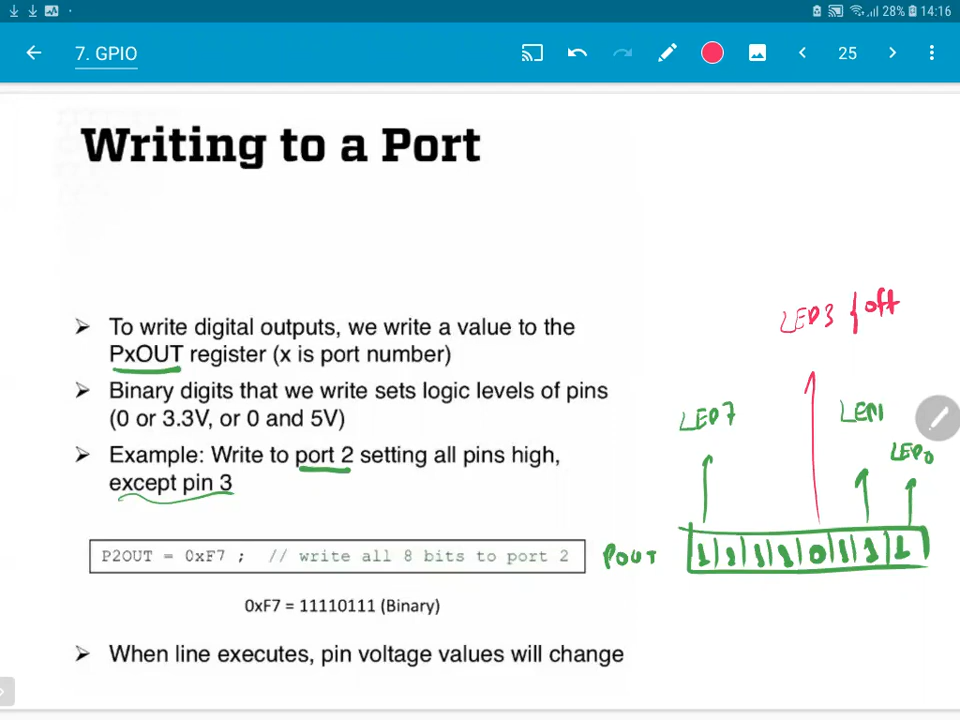 28% 14:16
7. GPIO
25
Writing to a Port
➢ To write digital outputs, we write a value to the
PxOUT register (x is port number)
➢ Binary digits that we write sets logic levels of pins
(0 or 3.3V, or 0 and 5V)
➢ Example: Write to port 2 setting all pins high,
except pin 3
P2OUT = 0xF7 ; // write all 8 bits to port 2
0xF7 = 11110111 (Binary)
➢ When line executes, pin voltage values will change
LED3 { off
LED7
LED1
LED0
POUT 1 1 1 1 0 1 1 1